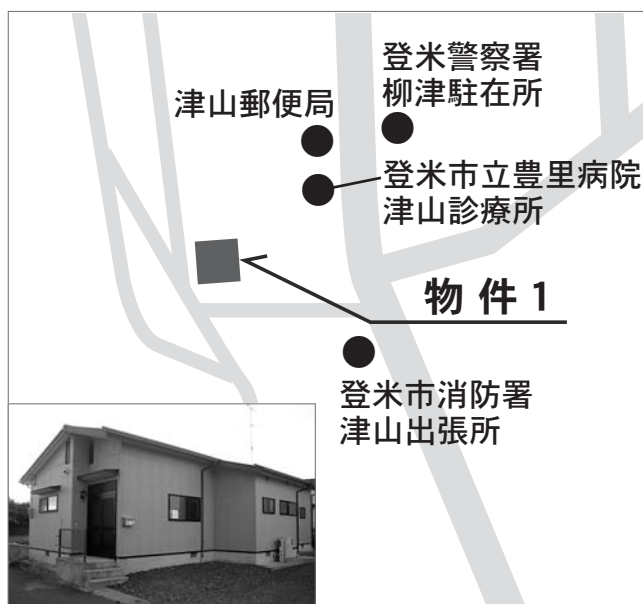 登米警察署
柳津駐在所
津山郵便局
登米市立豊里病院
津山診療所
物件1
登米市消防署
津山出張所